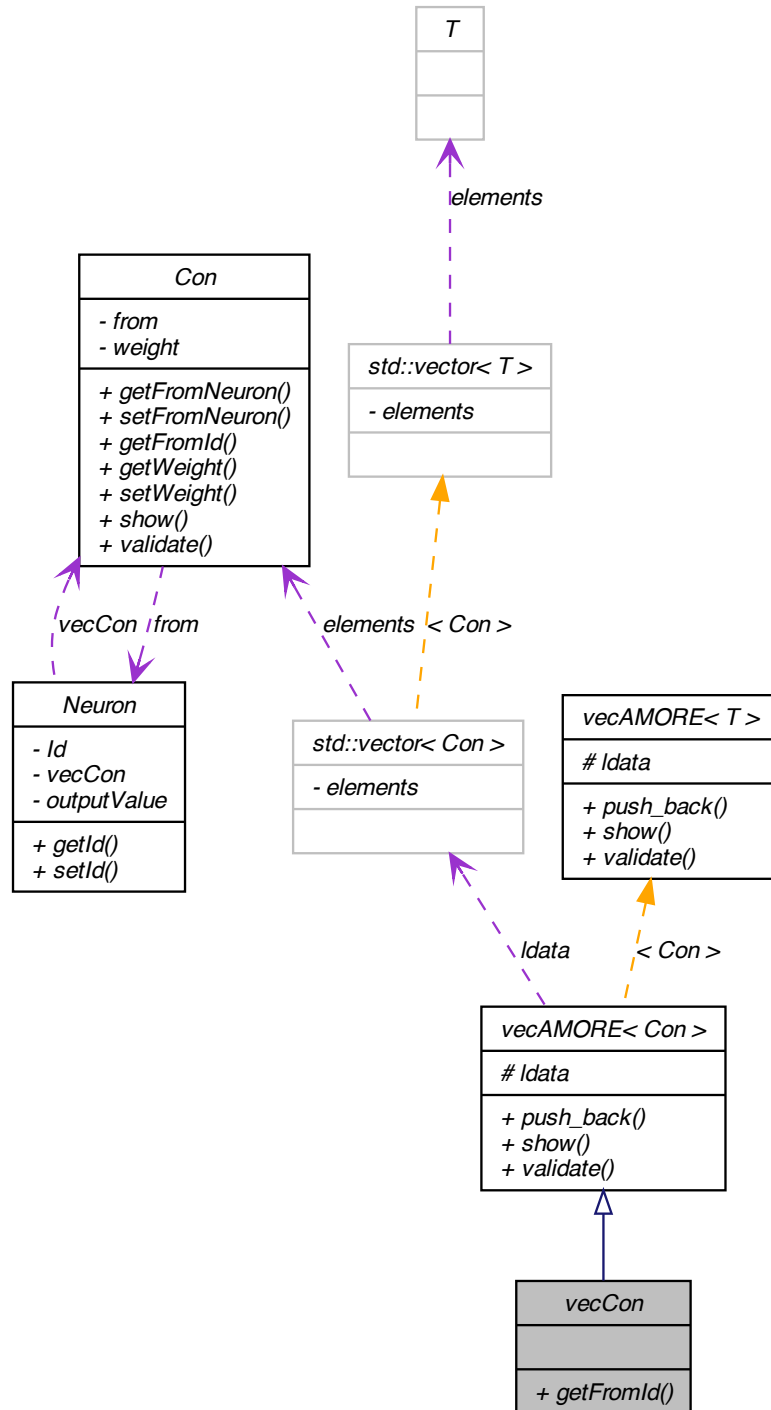 T
elements
Con
- from
- weight
+ getFromNeuron()
+ setFromNeuron()
+ getFromId()
+ getWeight()
+ setWeight()
+ show()
+ validate()
std::vector< T >
- elements
vecCon
from
elements
< Con >
Neuron
- Id
- vecCon
- outputValue
+ getId()
+ setId()
std::vector< Con >
- elements
vecAMORE< T >
# ldata
+ push_back()
+ show()
+ validate()
ldata
< Con >
vecAMORE< Con >
# ldata
+ push_back()
+ show()
+ validate()
vecCon
+ getFromId()